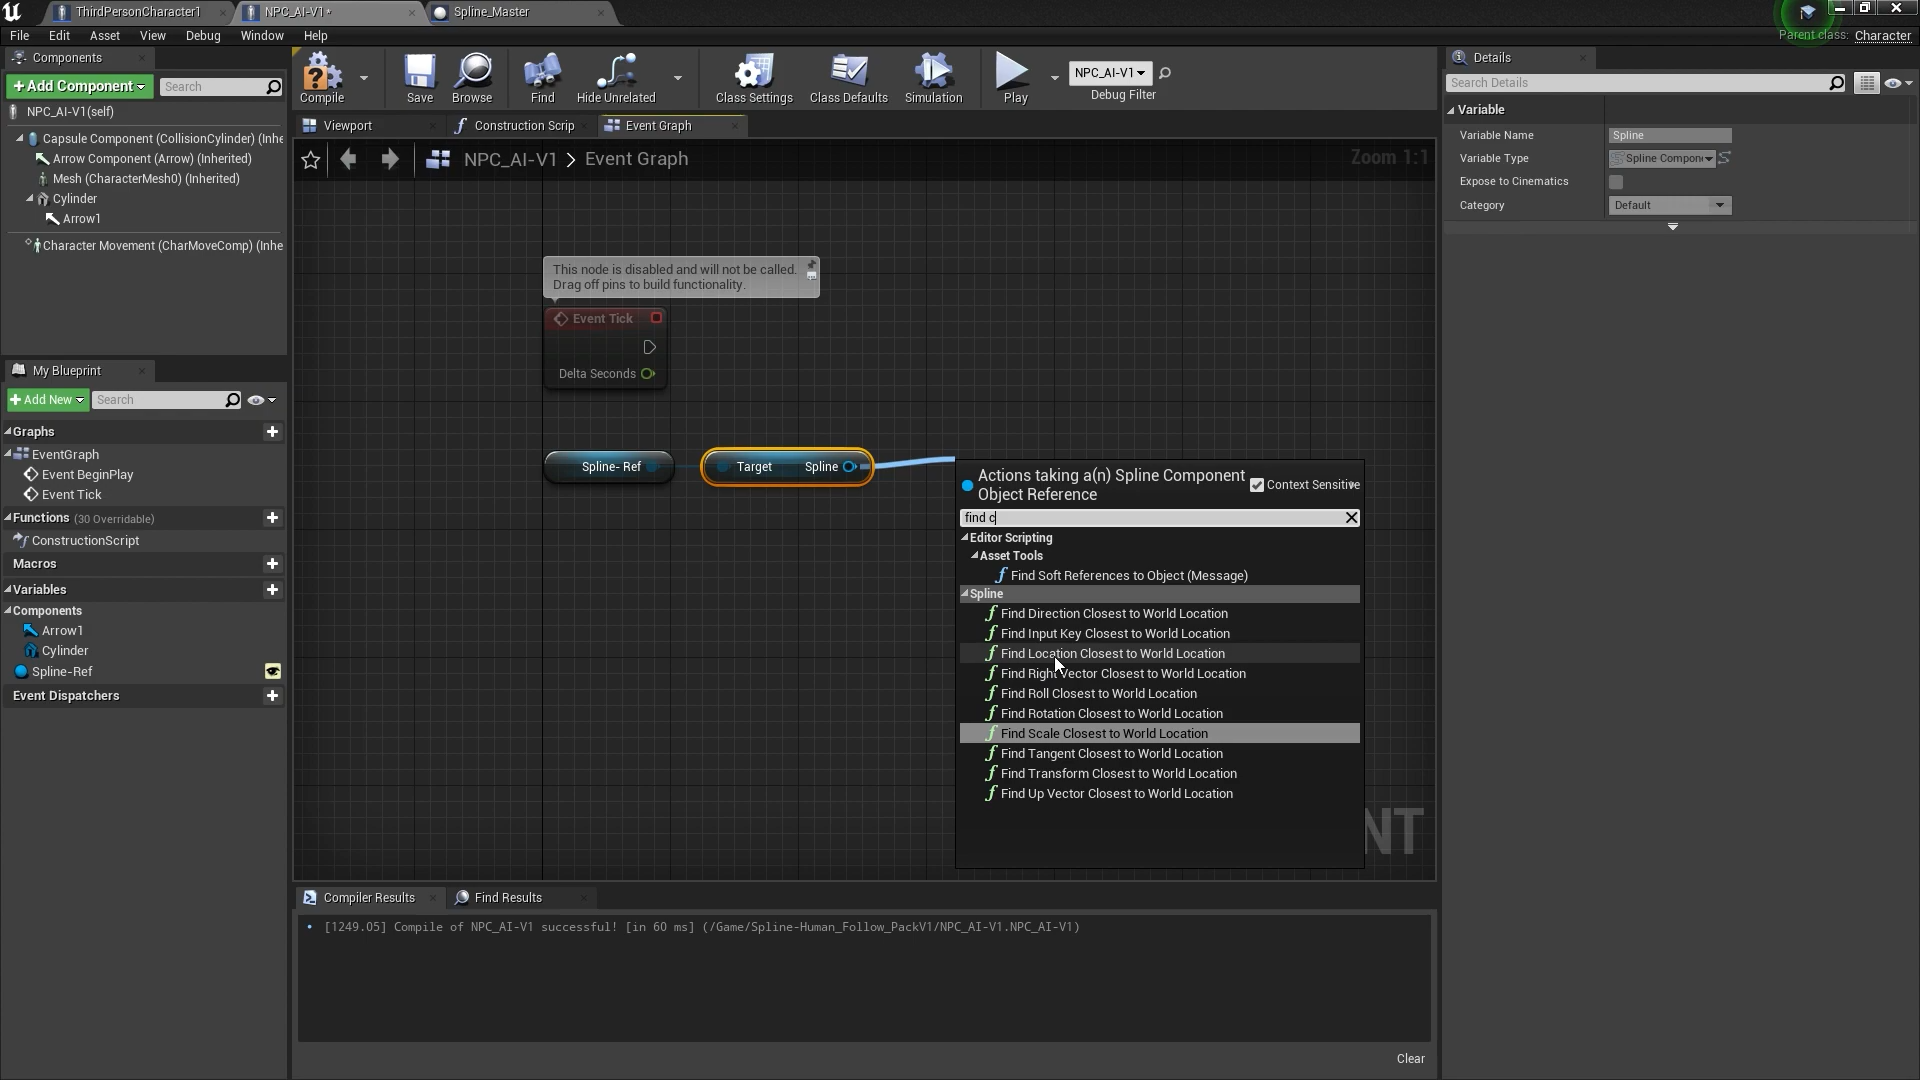 ThirdPersonCharacter1
NPC_AI-V1*
Spline_Master
File Edit Asset View Debug Window Help
Parent class: Character
Components
+Add Component
Search
NPC_AI-V1(self)
Capsule Component (CollisionCylinder) (Inhe
Arrow Component (Arrow) (Inherited)
Mesh (CharacterMesh0) (Inherited)
Cylinder
Arrow1
Character Movement (CharMoveComp) (Inhe
My Blueprint
+Add New
Search
Graphs
EventGraph
Event BeginPlay
Event Tick
Functions (30 Overridable)
ConstructionScript
Macros
Variables
Components
Arrow1
Cylinder
Spline-Ref
Event Dispatchers
Compile
Save
Browse
Find
Hide Unrelated
Class Settings
Class Defaults
Simulation
Play
NPC_AI-V1
Debug Filter
Viewport
Construction Scrip
Event Graph
NPC_AI-V1 > Event Graph
Zoom 1:1
This node is disabled and will not be called.
Drag off pins to build functionality.
Event Tick
Delta Seconds
Spline- Ref
Target Spline
Actions taking a(n) Spline Component
Object Reference
Context Sensitive
find c
Editor Scripting
Asset Tools
Find Soft References to Object (Message)
Spline
Find Direction Closest to World Location
Find Input Key Closest to World Location
Find Location Closest to World Location
Find Right Vector Closest to World Location
Find Roll Closest to World Location
Find Rotation Closest to World Location
Find Scale Closest to World Location
Find Tangent Closest to World Location
Find Transform Closest to World Location
Find Up Vector Closest to World Location
NT
Compiler Results
Find Results
[1249.05] Compile of NPC_AI-V1 successful! [in 60 ms] (/Game/Spline-Human_Follow_PackV1/NPC_AI-V1.NPC_AI-V1)
Clear
Details
Search Details
Variable
Variable Name Spline
Variable Type Spline Compon
Expose to Cinematics
Category Default